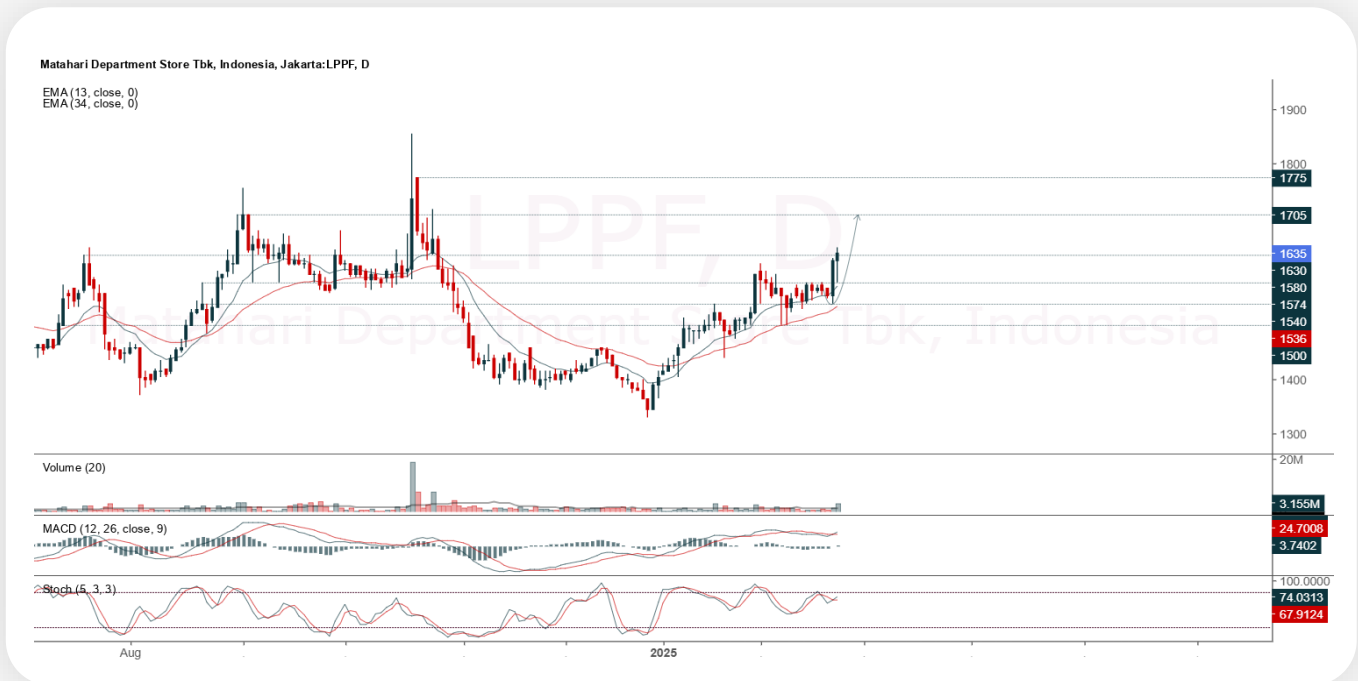 Matahari Department Store Tbk, Indonesia, Jakarta:LPPF, D
EMA (13, close, 0)
EMA (34, close, 0)
LPPF, D
Matahari Department Store Tbk, Indonesia
1900
1800
1775
1705
1635
1630
1580
1574
1540
1536
1500
1400
1300
Volume (20)
20M
3.155M
MACD (12, 26, close, 9)
24.7008
3.7402
Stoch (5, 3, 3)
100.0000
74.0313
67.9124
Aug
2025